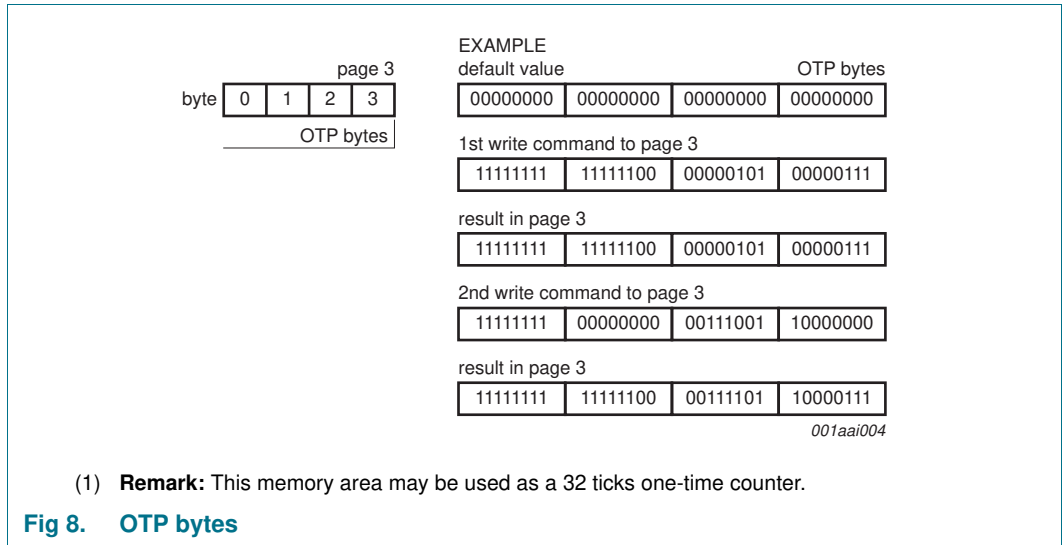 page 3
byte 0 1 2 3
OTP bytes
EXAMPLE
default value OTP bytes
00000000 00000000 00000000 00000000
1st write command to page 3
11111111 11111100 00000101 00000111
result in page 3
11111111 11111100 00000101 00000111
2nd write command to page 3
11111111 00000000 00111001 10000000
result in page 3
11111111 11111100 00111101 10000111
001aai004
(1) Remark: This memory area may be used as a 32 ticks one-time counter.
Fig 8. OTP bytes